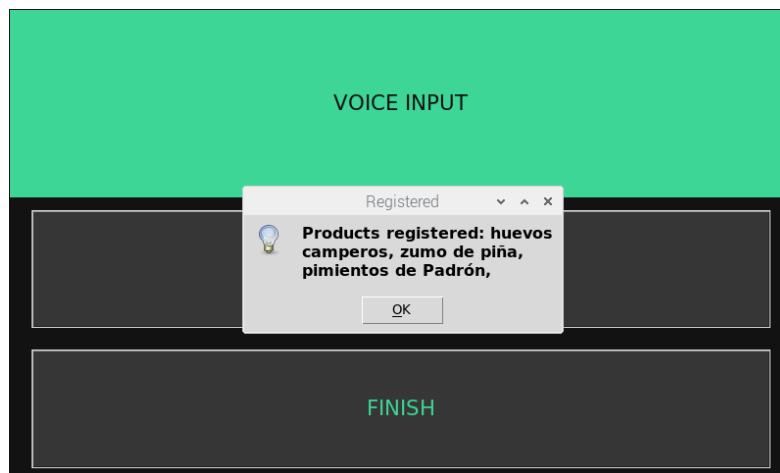 VOICE INPUT
Registered
Products registered: huevos
camperos, zumo de piña,
pimientos de Padrón,
OK
FINISH